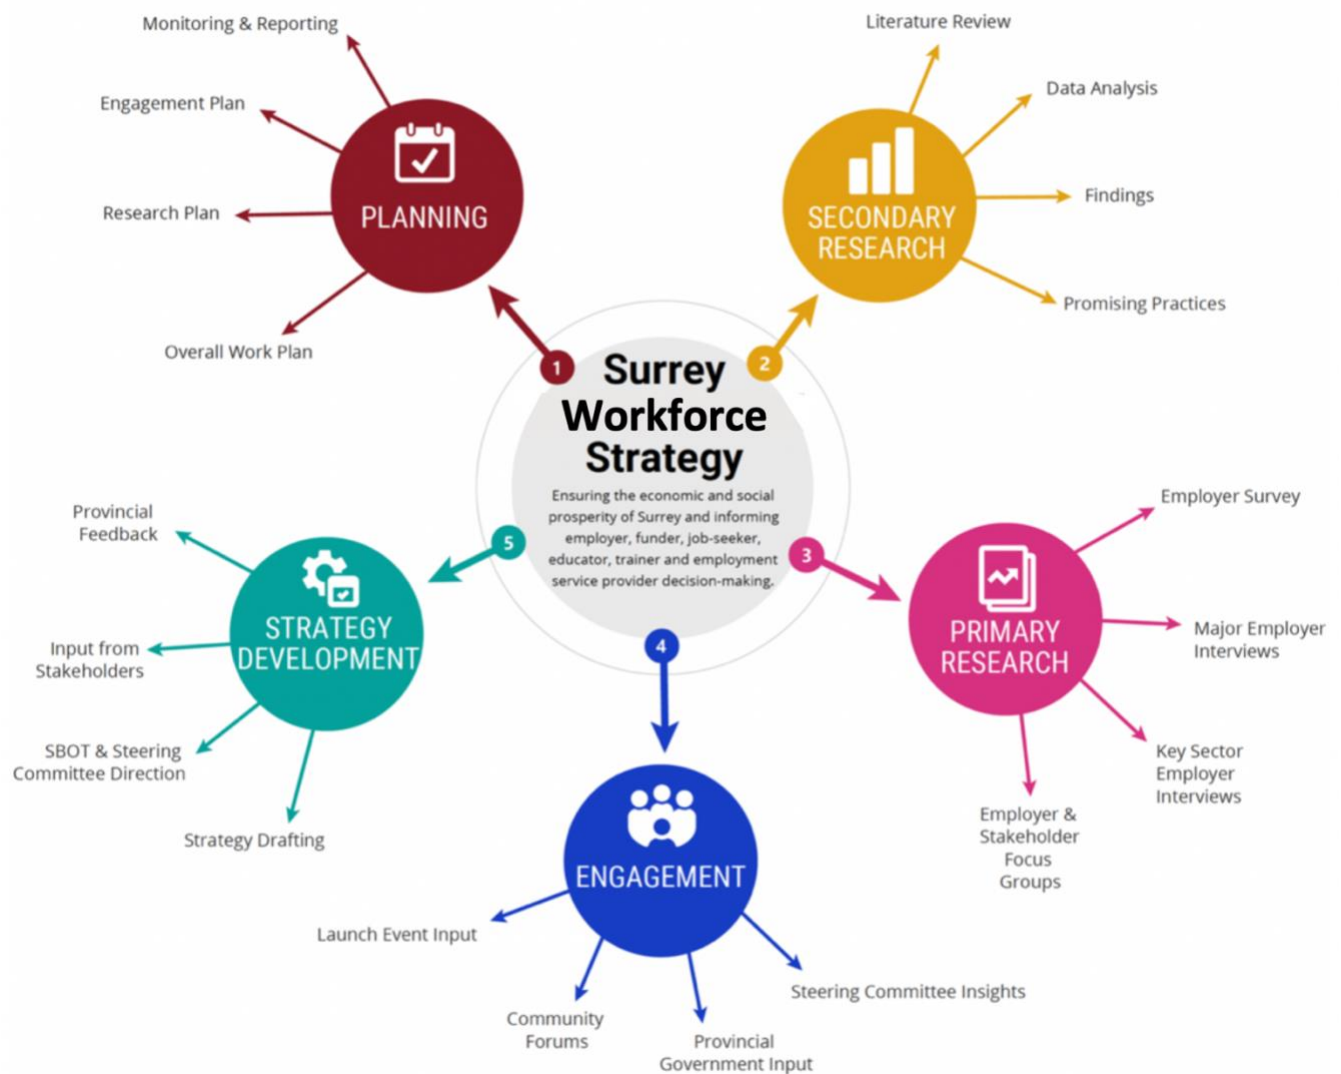 Surrey
Workforce
Strategy
Ensuring the economic and social
prosperity of Surrey and informing
employer, funder, job-seeker,
educator, trainer and employment
service provider decision-making.
1
PLANNING
Monitoring & Reporting
Engagement Plan
Research Plan
Overall Work Plan
2
SECONDARY
RESEARCH
Literature Review
Data Analysis
Findings
Promising Practices
3
PRIMARY
RESEARCH
Employer Survey
Major Employer
Interviews
Key Sector
Employer
Interviews
Employer &
Stakeholder
Focus
Groups
4
ENGAGEMENT
Steering Committee Insights
Provincial
Government Input
Community
Forums
Launch Event Input
5
STRATEGY
DEVELOPMENT
Provincial
Feedback
Input from
Stakeholders
SBOT & Steering
Committee Direction
Strategy Drafting